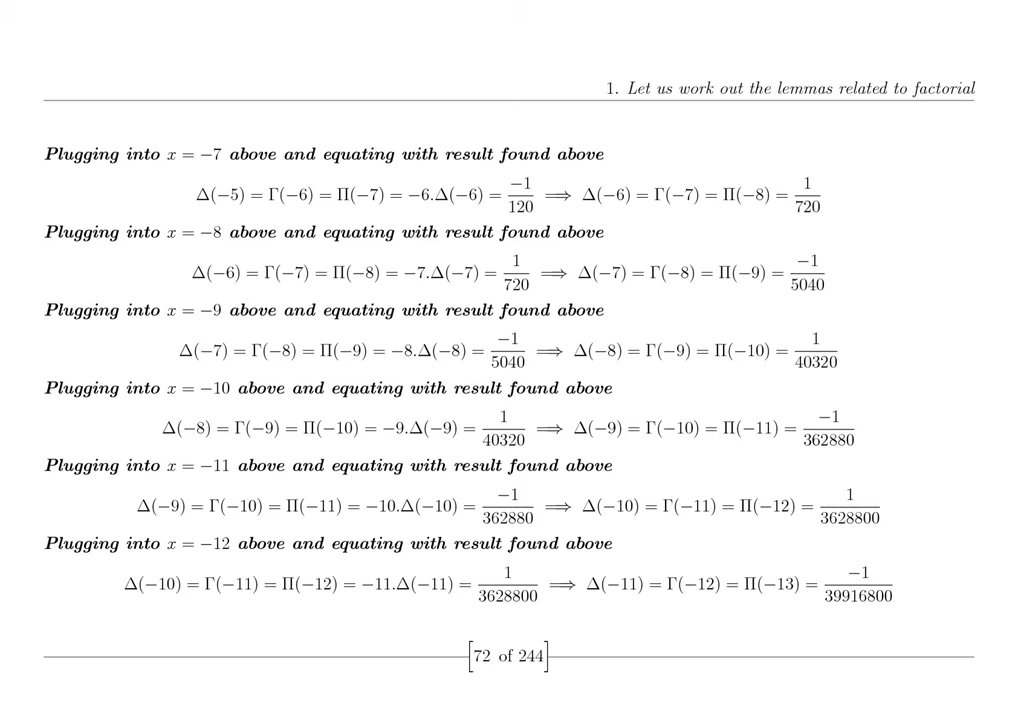 1. Let us work out the lemmas related to factorial
Plugging into x = −7 above and equating with result found above
Δ(−5) = Γ(−6) = Π(−7) = −6.Δ(−6) = −1/120 ⟹ Δ(−6) = Γ(−7) = Π(−8) = 1/720
Plugging into x = −8 above and equating with result found above
Δ(−6) = Γ(−7) = Π(−8) = −7.Δ(−7) = 1/720 ⟹ Δ(−7) = Γ(−8) = Π(−9) = −1/5040
Plugging into x = −9 above and equating with result found above
Δ(−7) = Γ(−8) = Π(−9) = −8.Δ(−8) = −1/5040 ⟹ Δ(−8) = Γ(−9) = Π(−10) = 1/40320
Plugging into x = −10 above and equating with result found above
Δ(−8) = Γ(−9) = Π(−10) = −9.Δ(−9) = 1/40320 ⟹ Δ(−9) = Γ(−10) = Π(−11) = −1/362880
Plugging into x = −11 above and equating with result found above
Δ(−9) = Γ(−10) = Π(−11) = −10.Δ(−10) = −1/362880 ⟹ Δ(−10) = Γ(−11) = Π(−12) = 1/3628800
Plugging into x = −12 above and equating with result found above
Δ(−10) = Γ(−11) = Π(−12) = −11.Δ(−11) = 1/3628800 ⟹ Δ(−11) = Γ(−12) = Π(−13) = −1/39916800
[72 of 244]